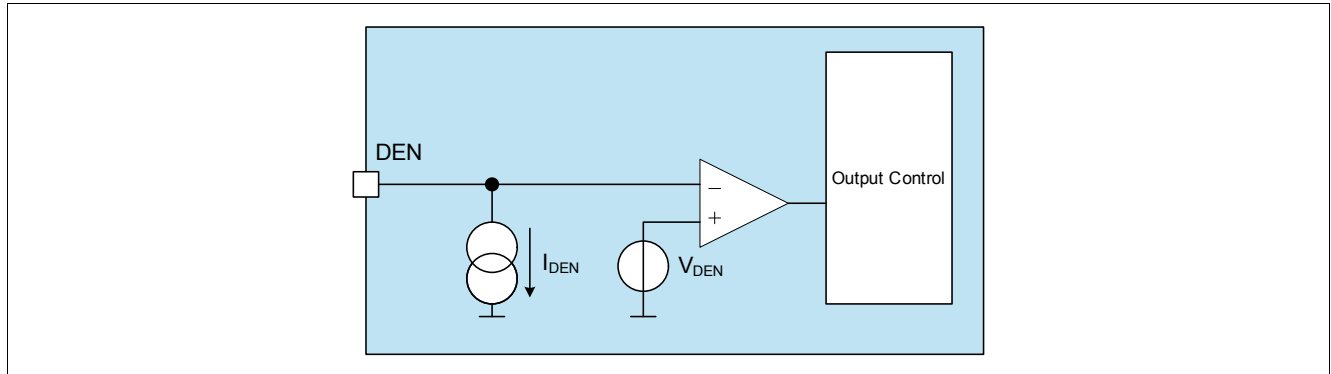 DEN
Output Control
−
+
I_DEN
V_DEN